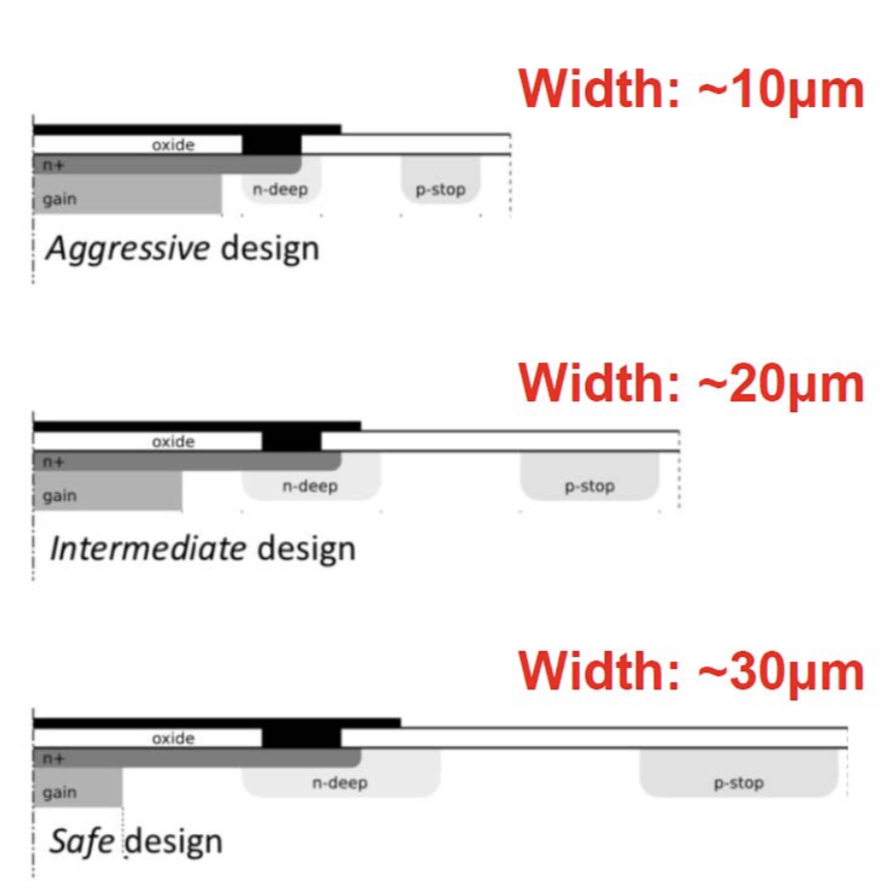 Width: ~10µm
oxide
n+
n-deep
p-stop
gain
Aggressive design
Width: ~20µm
oxide
n+
n-deep
p-stop
gain
Intermediate design
Width: ~30µm
oxide
n+
n-deep
p-stop
gain
Safe design